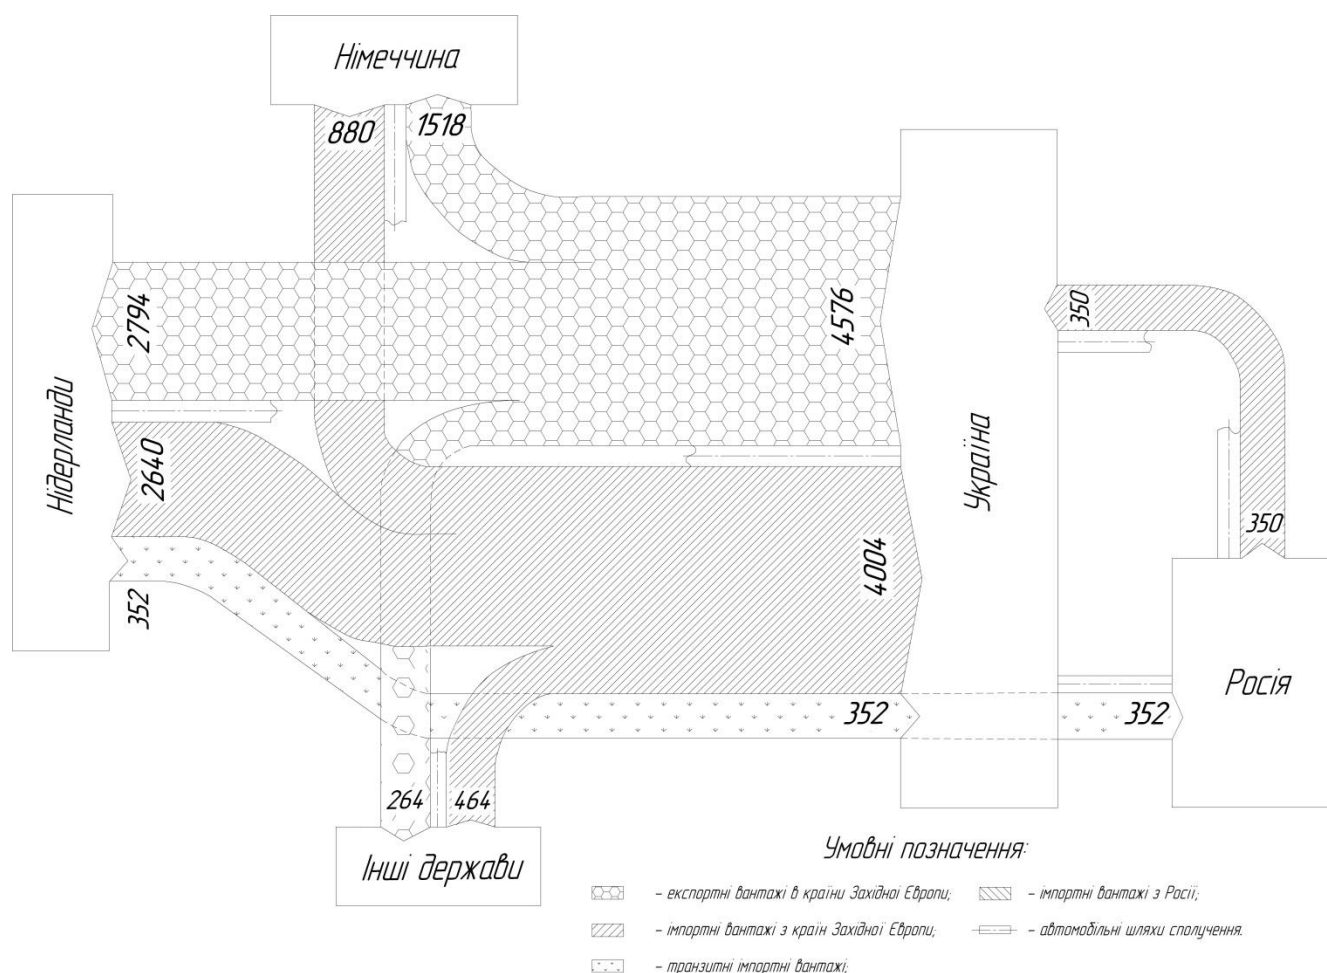 Німеччина
880
1518
Нідерланди
2794
4576
350
Україна
2640
350
4004
352
Росія
352
352
264
464
Інші держави
Умовні позначення:
– експортні вантажі в країни Західної Європи;
– імпортні вантажі з Росії;
– імпортні вантажі з країн Західної Європи;
– автомобільні шляхи сполучення.
– транзитні імпортні вантажі;